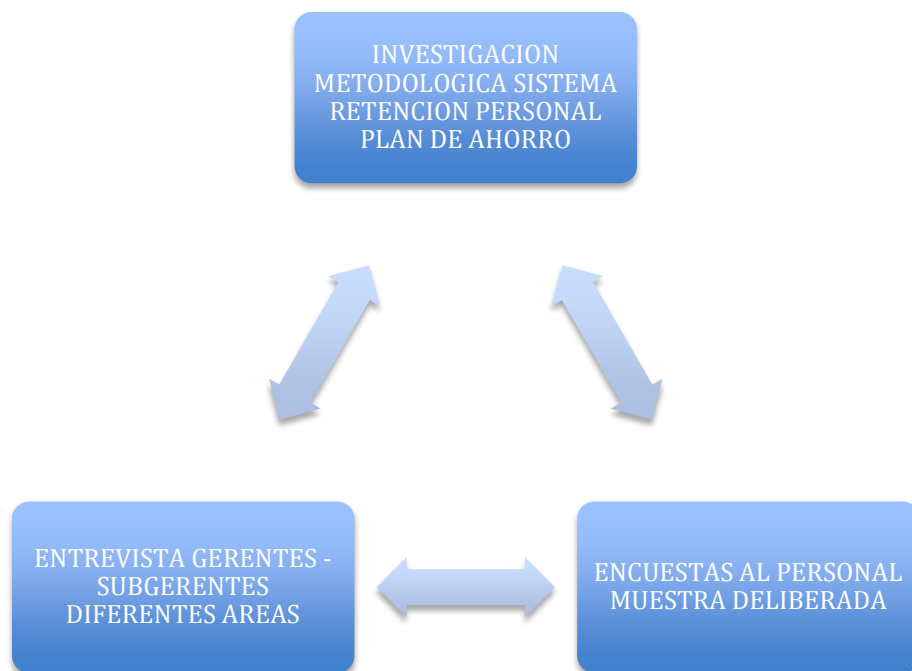 INVESTIGACION
METODOLOGICA SISTEMA
RETENCION PERSONAL
PLAN DE AHORRO
ENTREVISTA GERENTES -
SUBGERENTES
DIFERENTES AREAS
ENCUESTAS AL PERSONAL
MUESTRA DELIBERADA